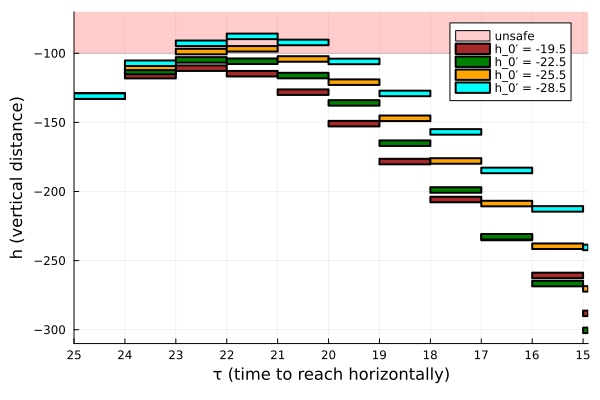 unsafe
h_0′ = -19.5
h_0′ = -22.5
h_0′ = -25.5
h_0′ = -28.5
h (vertical distance)
−100
−150
−200
−250
−300
25 24 23 22 21 20 19 18 17 16 15
τ (time to reach horizontally)